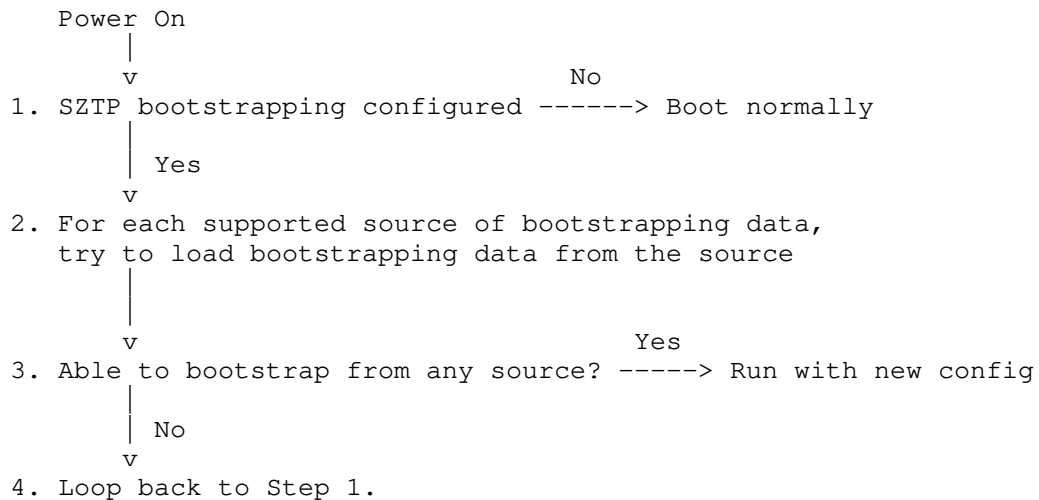 Power On
No
1. SZTP bootstrapping configured ------> Boot normally
Yes
v
2. For each supported source of bootstrapping data,
try to load bootstrapping data from the source
v
Yes
3. Able to bootstrap from any source? -----> Run with new config
No
v
4. Loop back to Step 1.